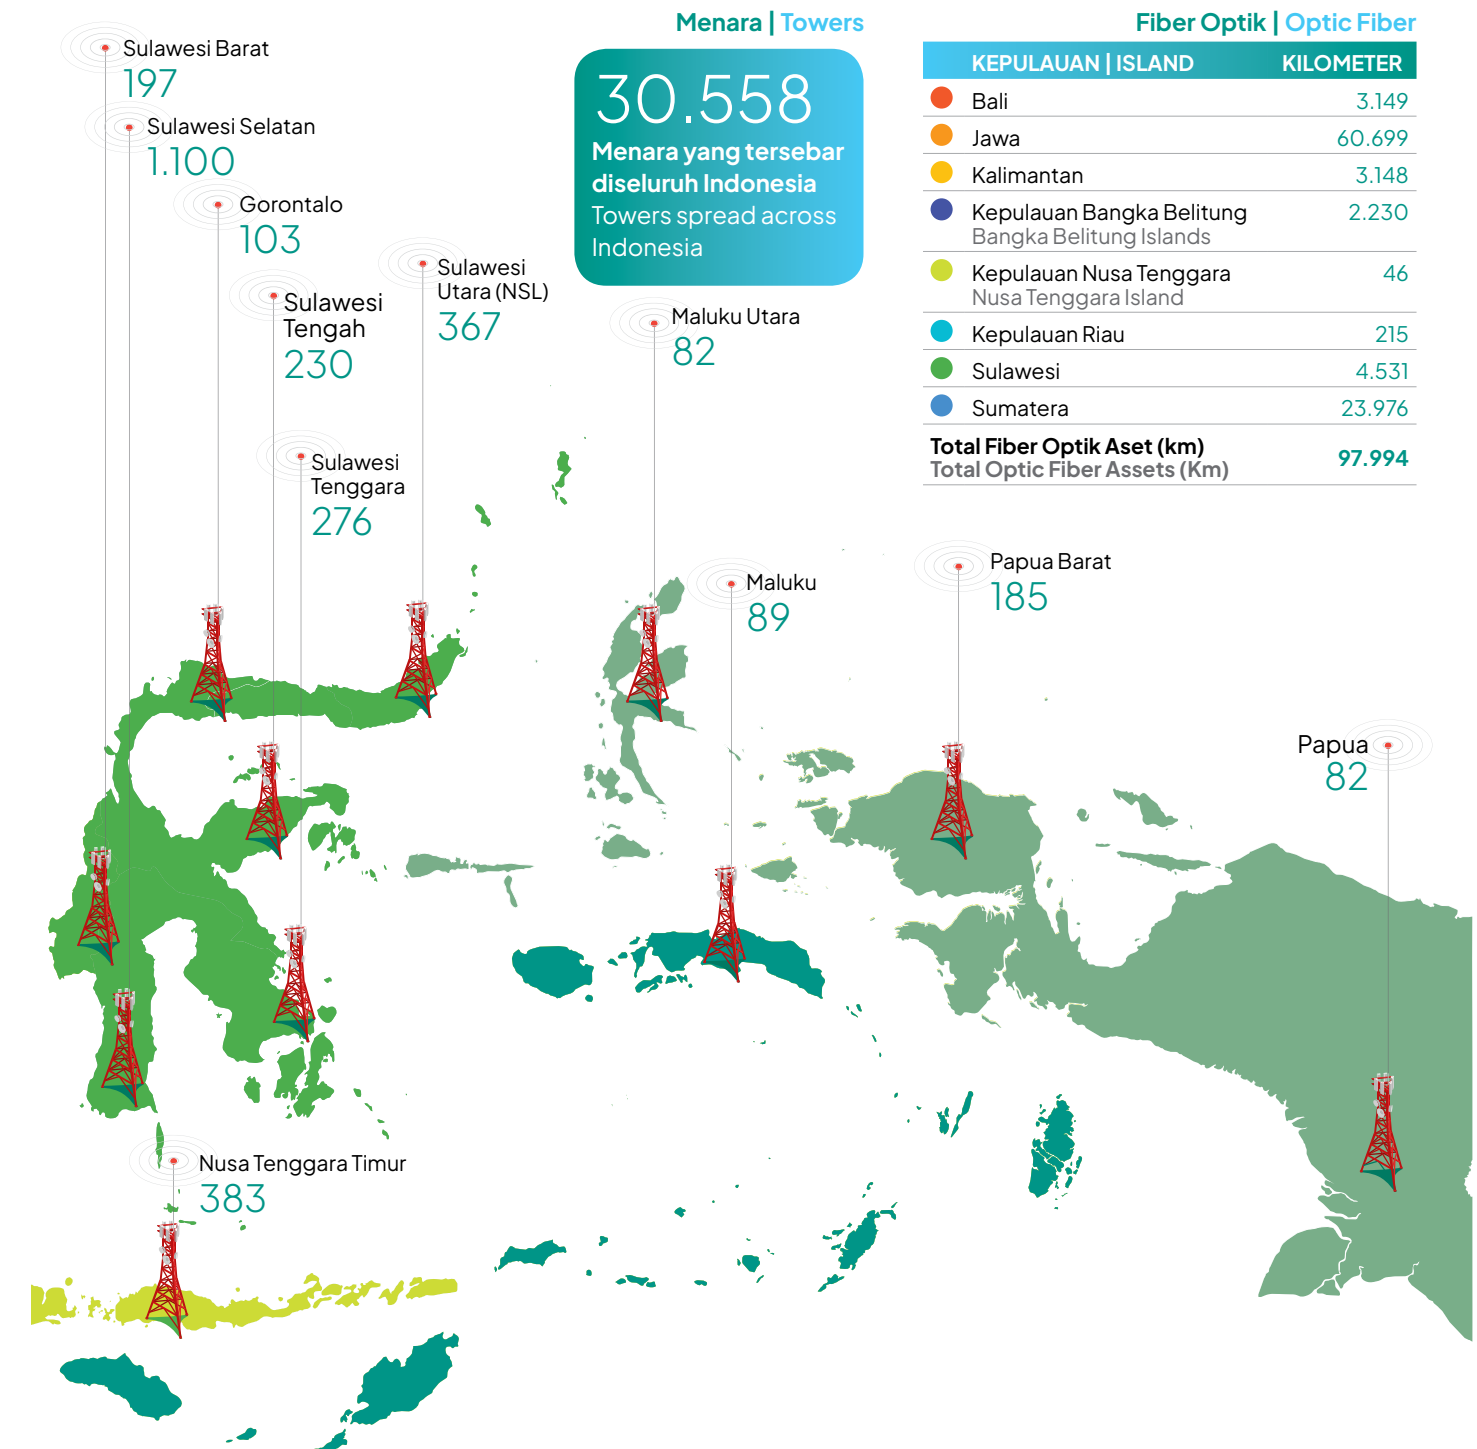 Sulawesi Barat
197
Sulawesi Selatan
1.100
Gorontalo
103
Sulawesi
Tengah
230
Sulawesi
Utara (NSL)
367
Sulawesi
Tenggara
276
Menara | Towers
30.558
Menara yang tersebar
diseluruh Indonesia
Towers spread across
Indonesia
Maluku Utara
82
Fiber Optik | Optic Fiber
KEPULAUAN | ISLAND KILOMETER
Bali 3.149
Jawa 60.699
Kalimantan 3.148
Kepulauan Bangka Belitung 2.230
Bangka Belitung Islands
Kepulauan Nusa Tenggara 46
Nusa Tenggara Island
Kepulauan Riau 215
Sulawesi 4.531
Sumatera 23.976
Total Fiber Optik Aset (km) 97.994
Total Optic Fiber Assets (Km)
Maluku
89
Papua Barat
185
Papua
82
Nusa Tenggara Timur
383